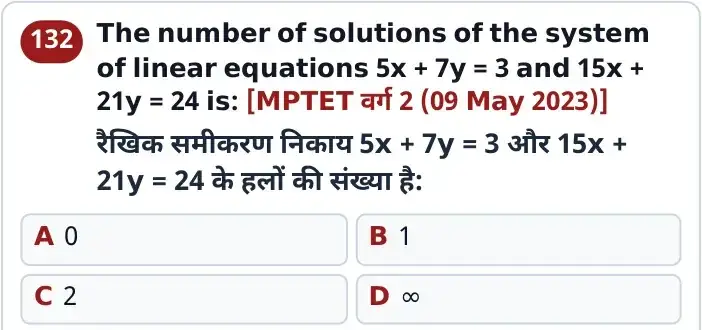 132 The number of solutions of the system
of linear equations 5x + 7y = 3 and 15x +
21y = 24 is: [MPTET वर्ग 2 (09 May 2023)]
रैखिक समीकरण निकाय 5x + 7y = 3 और 15x +
21y = 24 के हलों की संख्या है:
A 0
B 1
C 2
D ∞